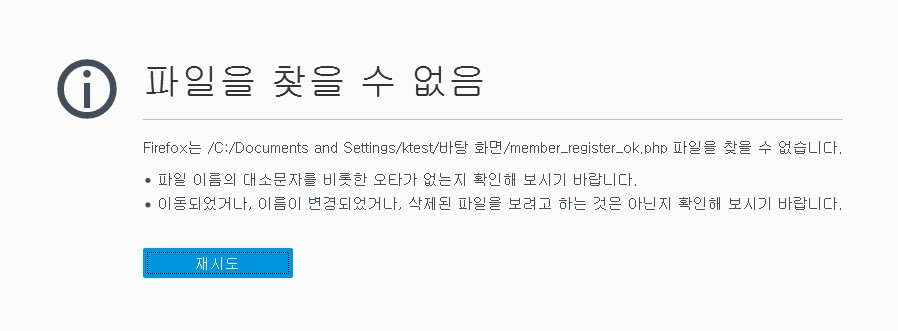 파일을 찾을 수 없음
Firefox는 /C:/Documents and Settings/ktest/바탕 화면/member_register_ok.php 파일을 찾을 수 없습니다.
• 파일 이름의 대소문자를 비롯한 오타가 없는지 확인해 보시기 바랍니다.
• 이동되었거나, 이름이 변경되었거나, 삭제된 파일을 보려고 하는 것은 아닌지 확인해 보시기 바랍니다.
재시도